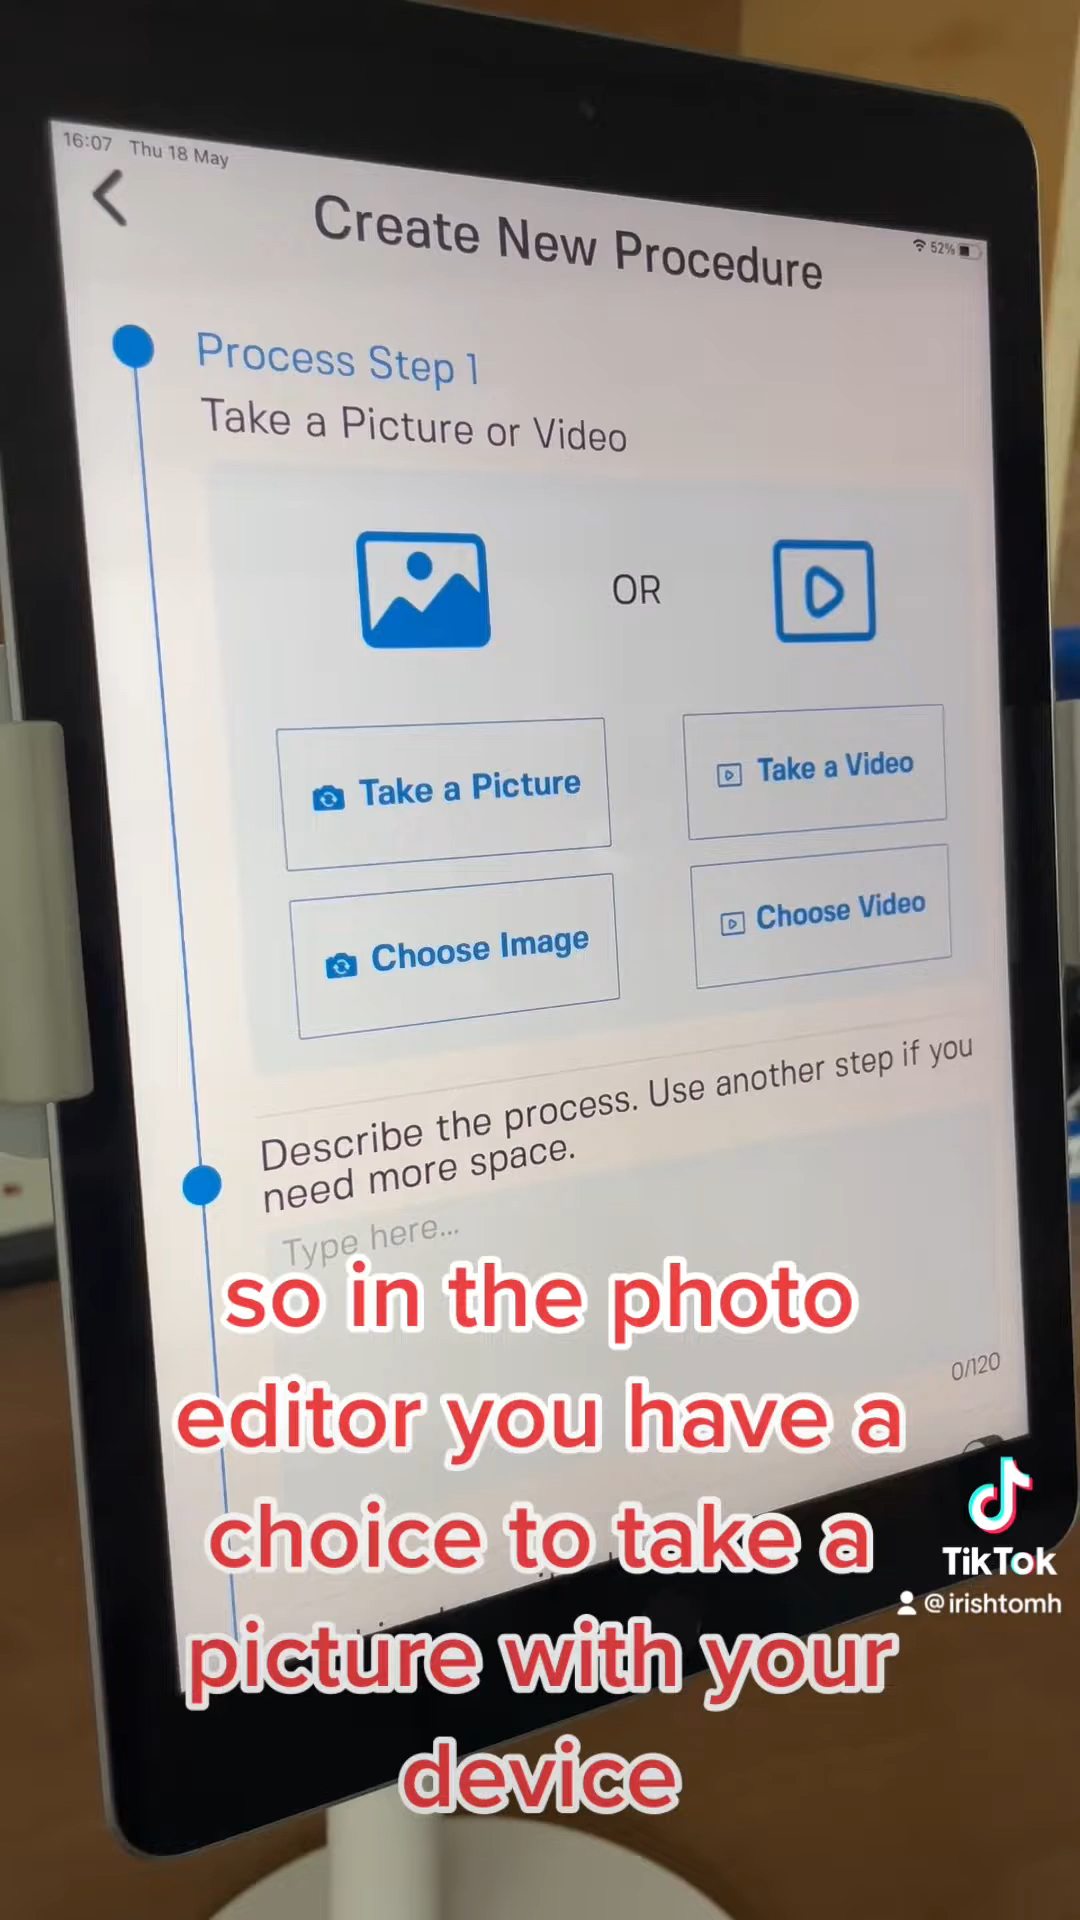 16:07 Thu 18 May
52%
Create New Procedure
Process Step 1
Take a Picture or Video
OR
Take a Picture
Take a Video
Choose Image
Choose Video
Describe the process. Use another step if you
need more space.
Type here...
0/120
so in the photo
editor you have a
choice to take a
picture with your
device
TikTok
@irishtomh